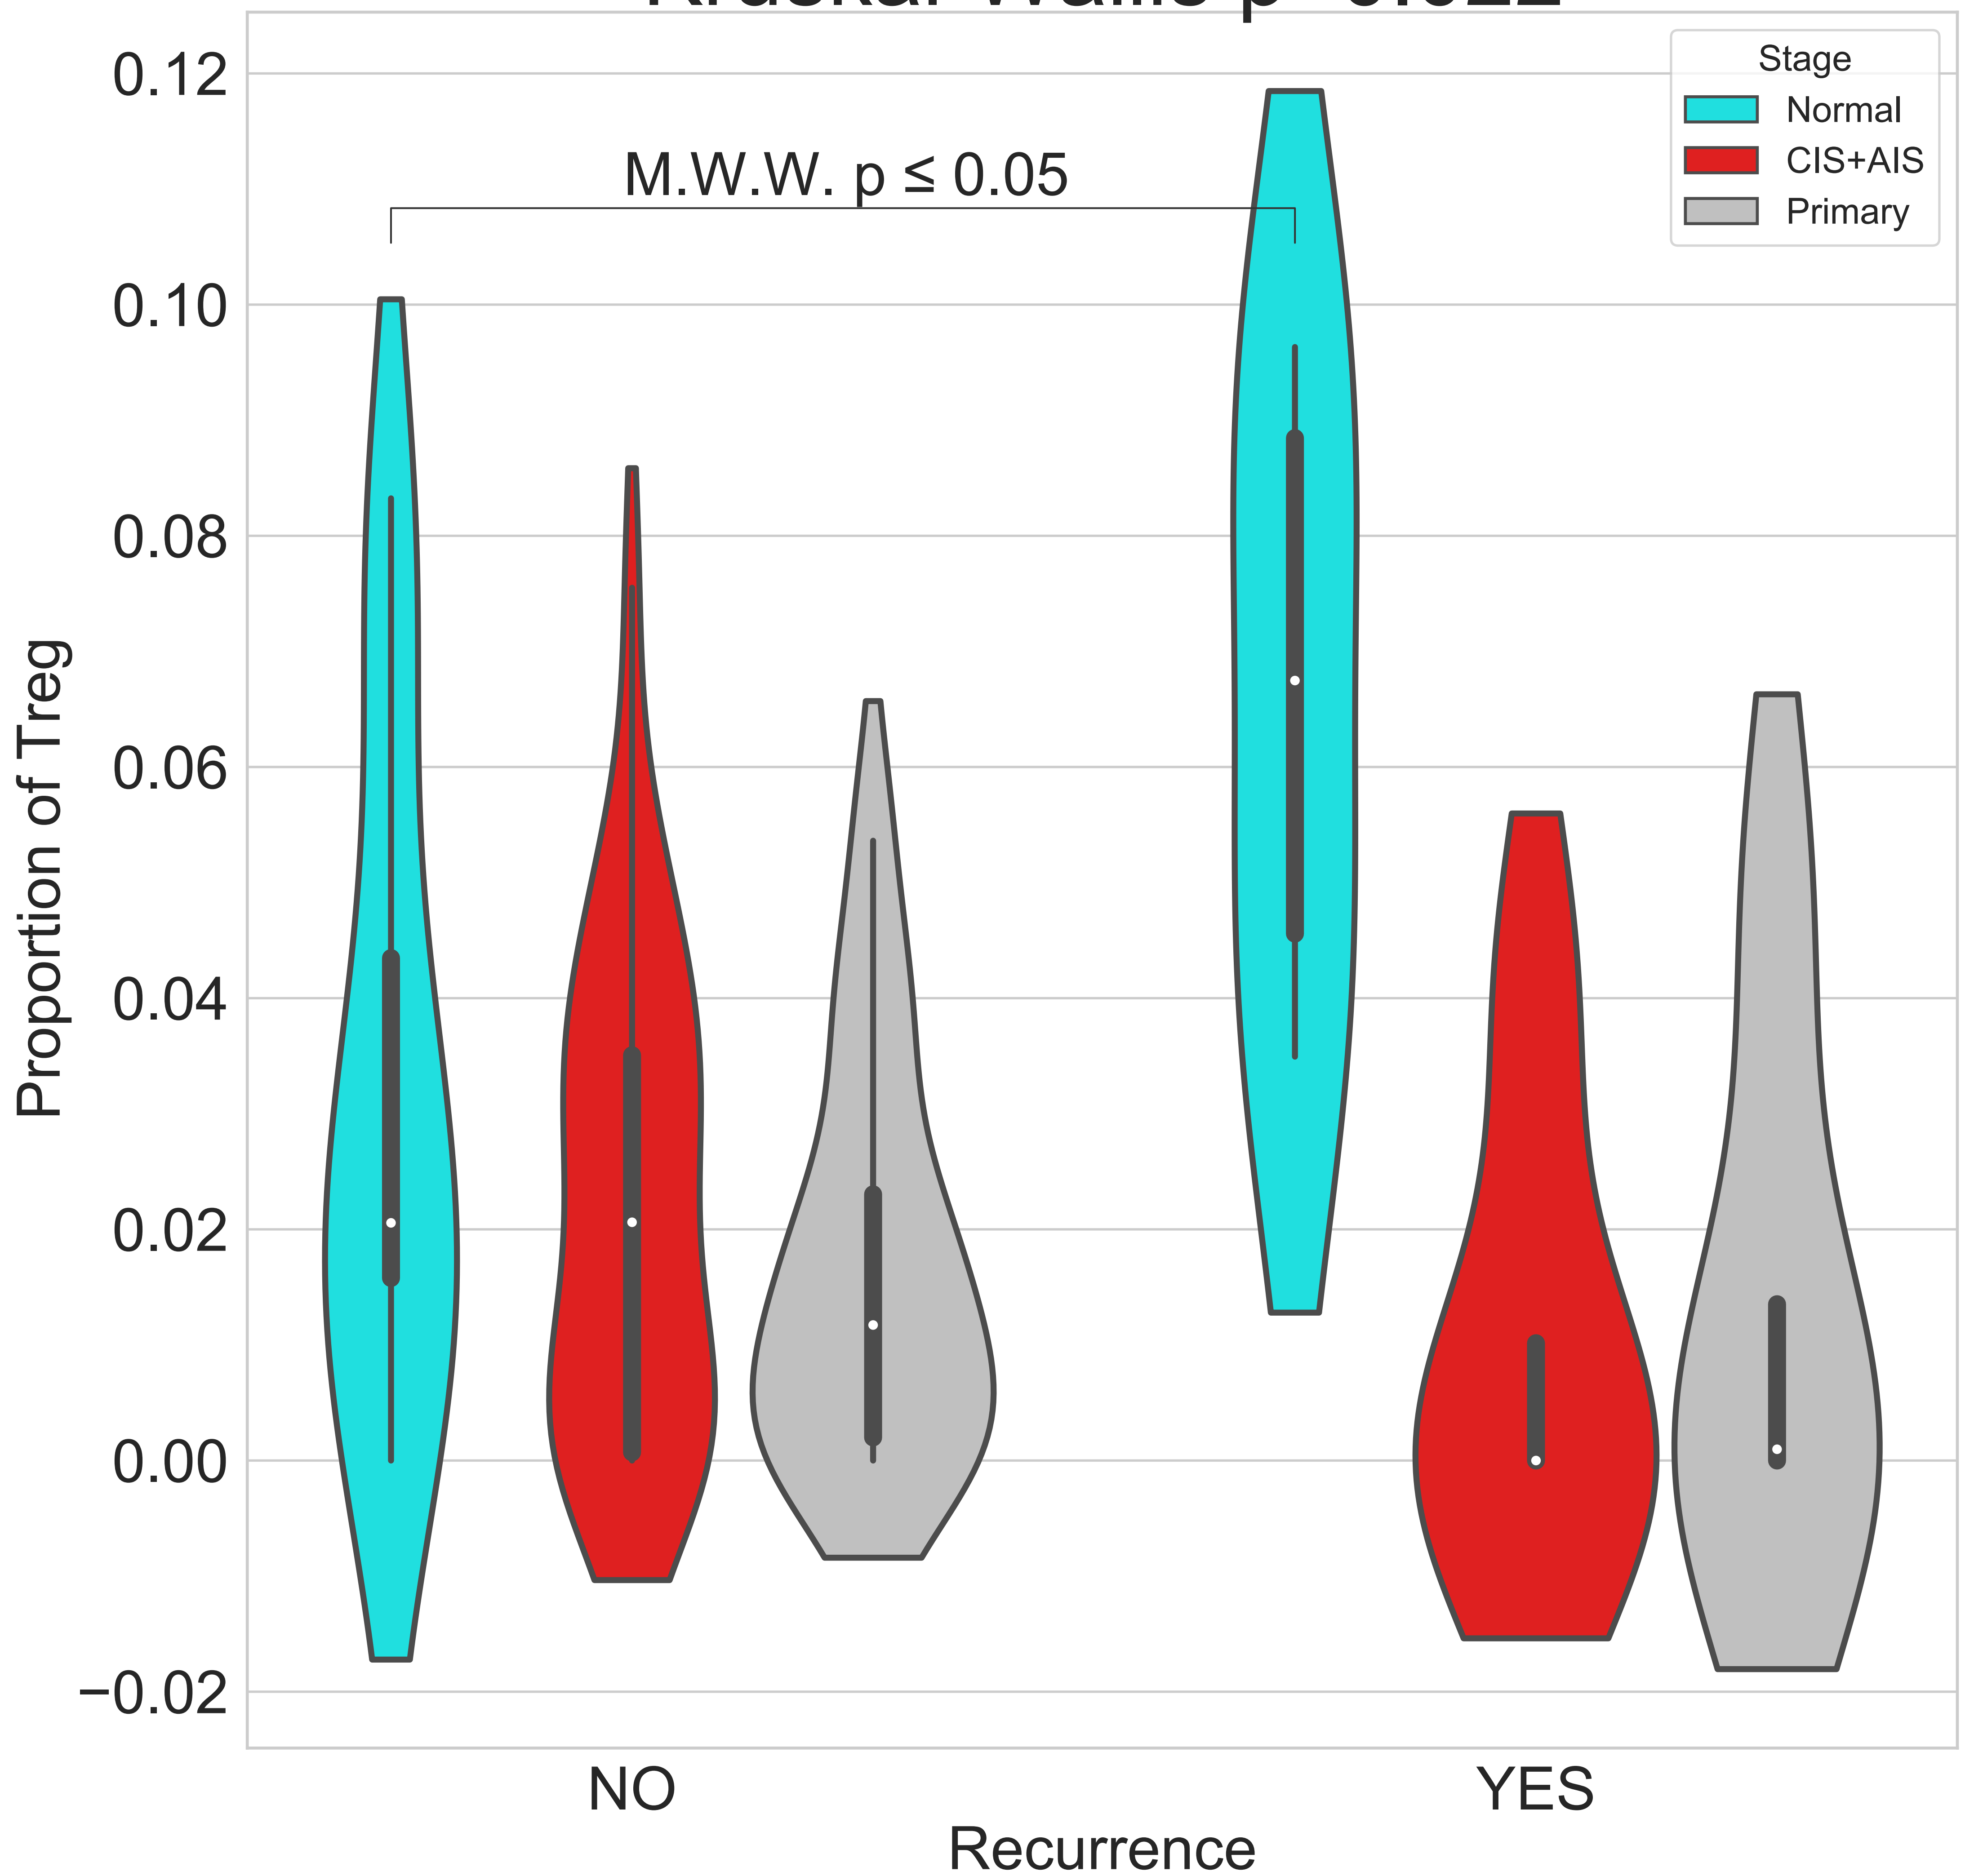 0.12
0.10
0.08
0.06
0.04
0.02
0.00
−0.02
Proportion of Treg
M.W.W. p ≤ 0.05
Stage
Normal
CIS+AIS
Primary
NO
YES
Recurrence